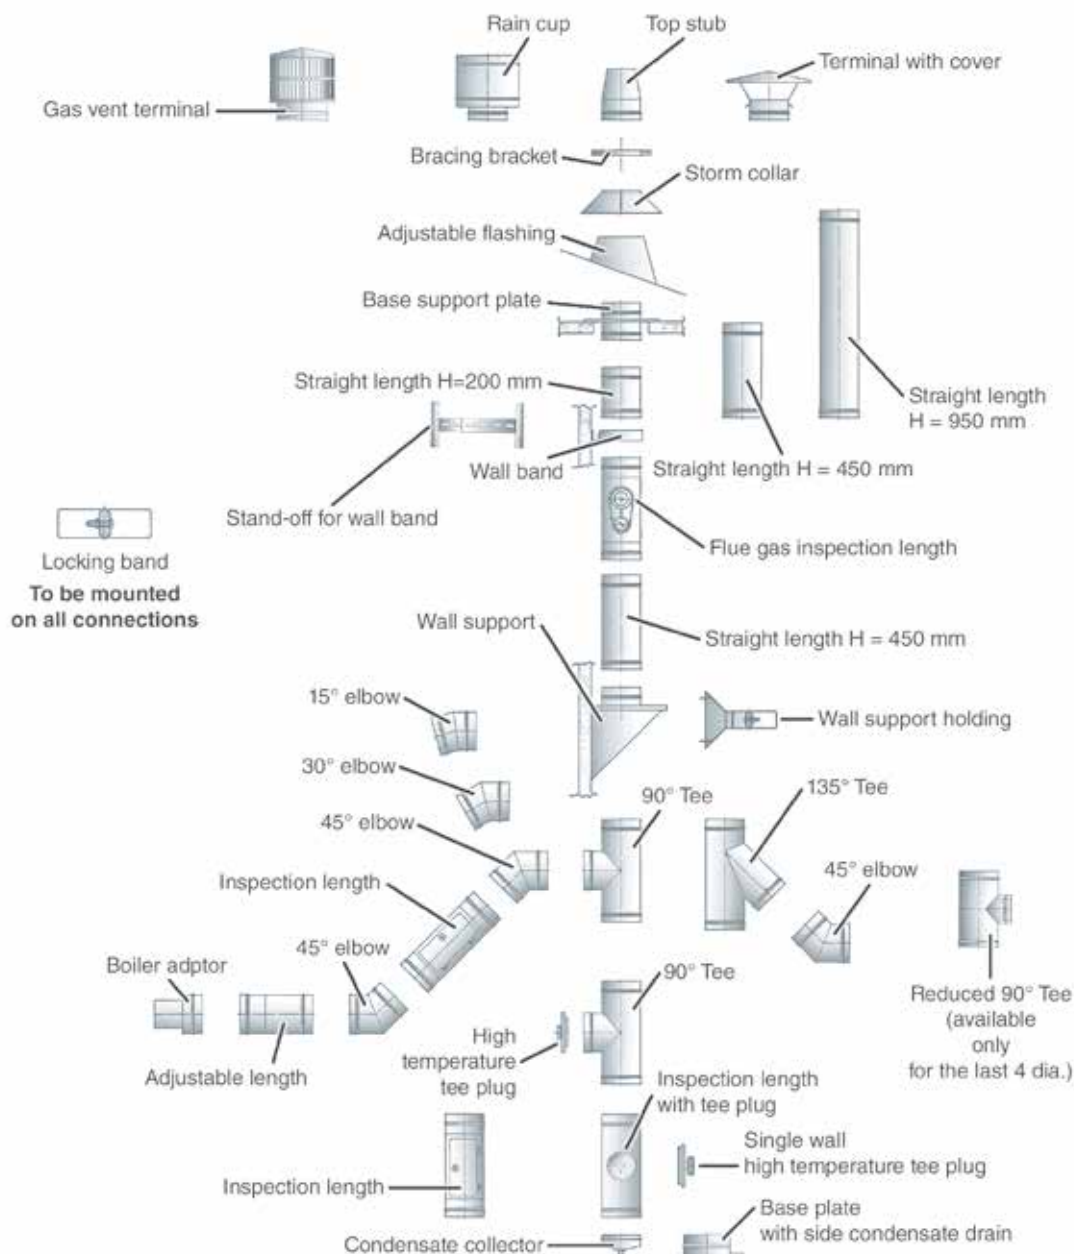 Rain cup
Top stub
Terminal with cover
Gas vent terminal
Bracing bracket
Storm collar
Adjustable flashing
Base support plate
Straight length H=200 mm
Straight length
H = 950 mm
Wall band
Straight length H = 450 mm
Stand-off for wall band
Flue gas inspection length
Locking band
To be mounted
on all connections
Wall support
Straight length H = 450 mm
15° elbow
Wall support holding
30° elbow
90° Tee
135° Tee
45° elbow
45° elbow
Inspection length
45° elbow
Boiler adptor
90° Tee
Reduced 90° Tee
(available
only
for the last 4 dia.)
High
temperature
tee plug
Adjustable length
Inspection length
with tee plug
Single wall
high temperature tee plug
Inspection length
Base plate
with side condensate drain
Condensate collector